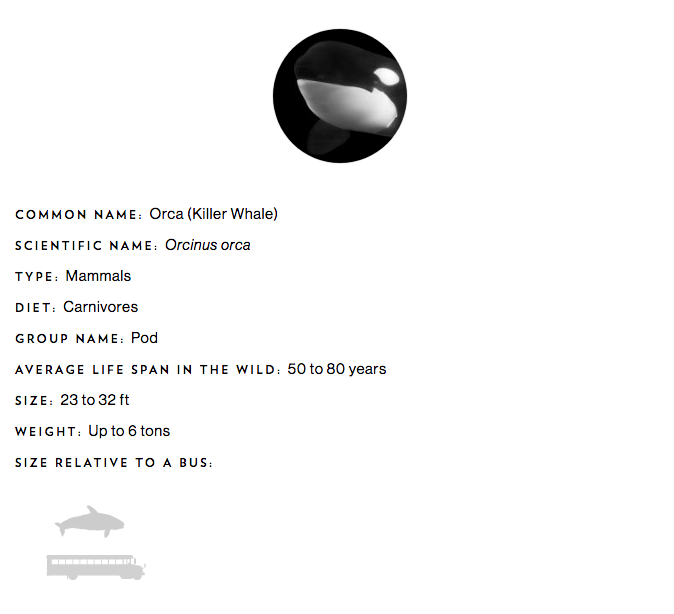 COMMON NAME: Orca (Killer Whale)
SCIENTIFIC NAME: Orcinus orca
TYPE: Mammals
DIET: Carnivores
GROUP NAME: Pod
AVERAGE LIFE SPAN IN THE WILD: 50 to 80 years
SIZE: 23 to 32 ft
WEIGHT: Up to 6 tons
SIZE RELATIVE TO A BUS: